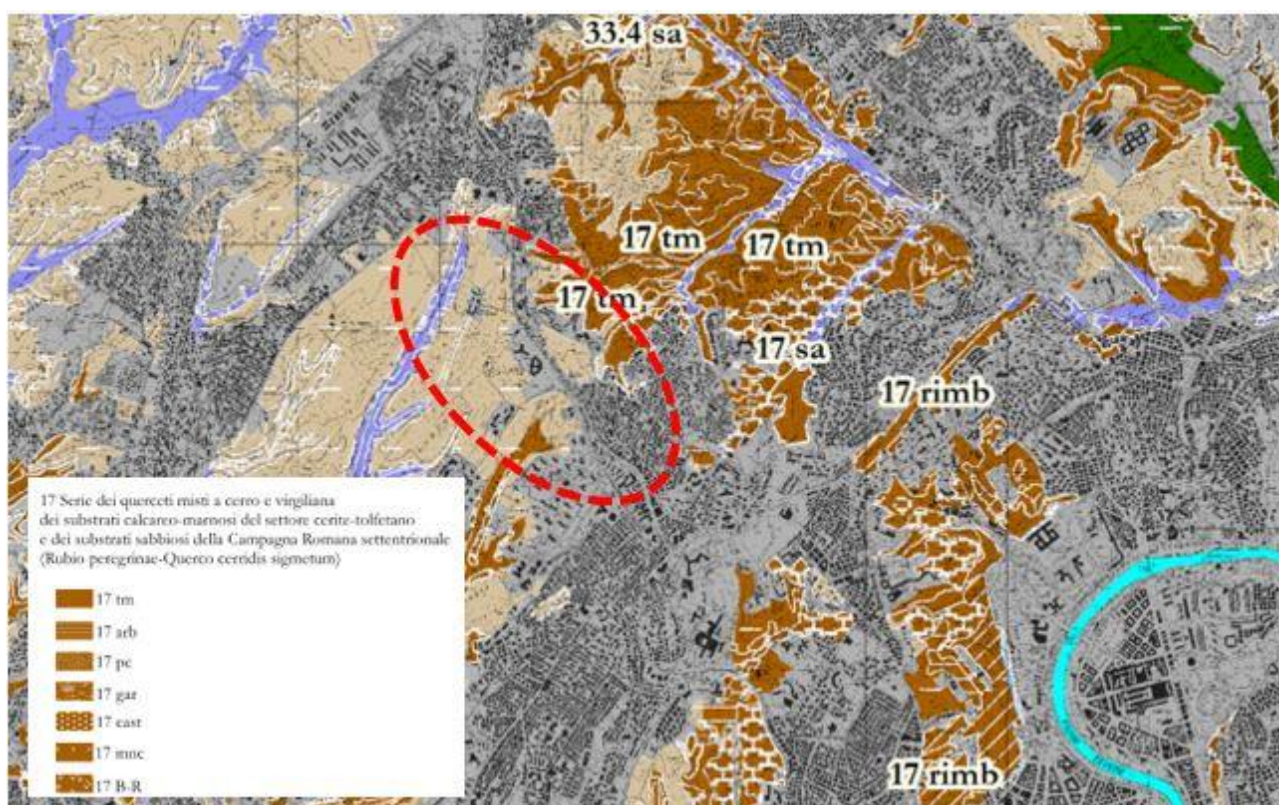 33.4 sa
17 tm
17 tm
17 tm
17 sa
17 rimb
17 rimb
17 Serie dei querceti misti a cerro e virgiliana
dei substrati calcareo-marnosi del settore cerite-tolfetano
e dei substrati sabbiosi della Campagna Romana settentrionale
(Rubio peregrinae-Querco cerridis sigmetum)
17 tm
17 arb
17 pc
17 gar
17 cast
17 mnc
17 B-R